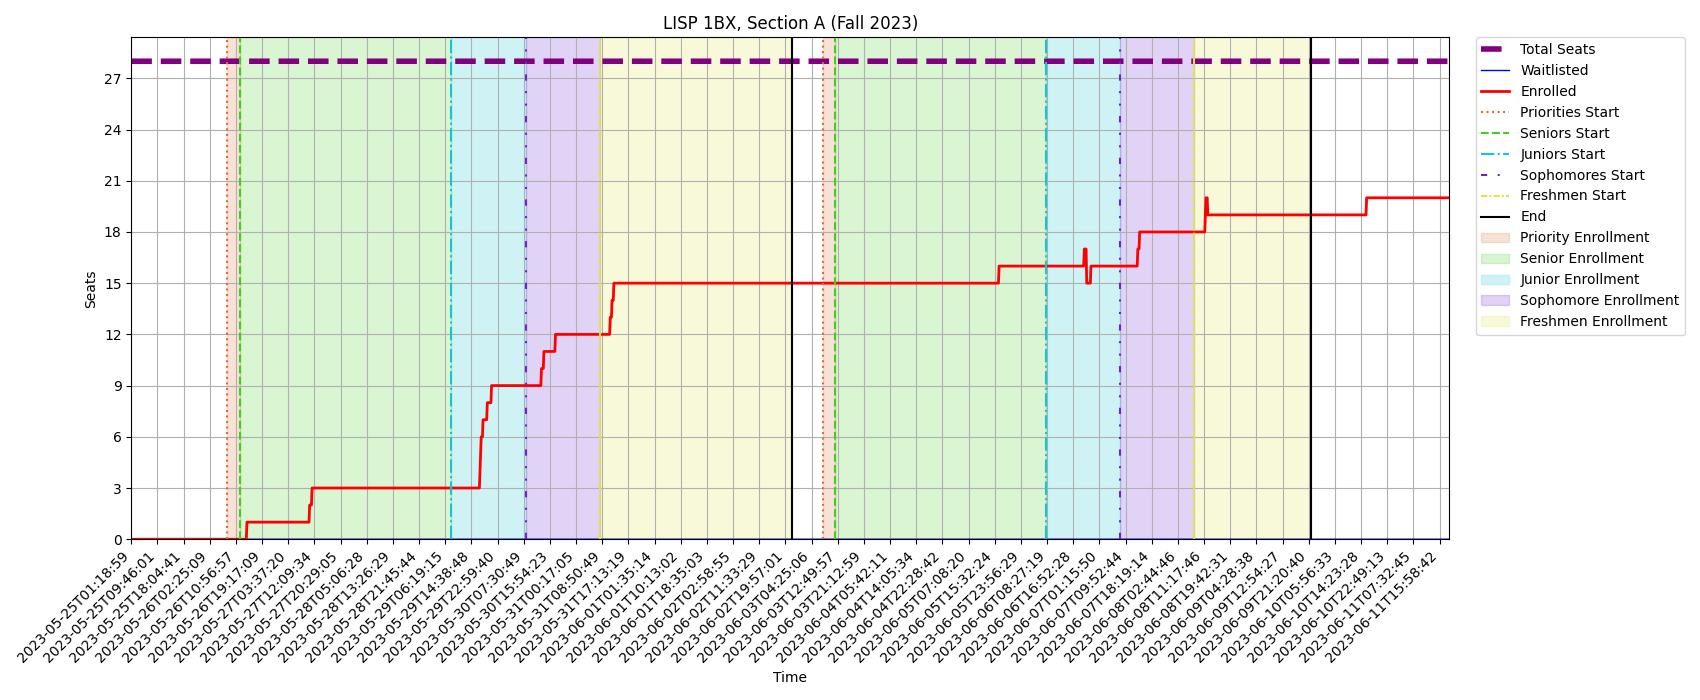 LISP 1BX, Section A (Fall 2023)
Seats
27
24
21
18
15
12
9
6
3
0
2023-05-25T01:18:59
2023-05-25T09:46:01
2023-05-25T18:04:41
2023-05-26T02:25:09
2023-05-26T10:56:57
2023-05-26T19:17:09
2023-05-27T03:37:20
2023-05-27T12:09:34
2023-05-27T20:29:05
2023-05-28T05:06:28
2023-05-28T13:26:29
2023-05-28T21:45:44
2023-05-29T06:19:15
2023-05-29T14:38:48
2023-05-29T22:59:40
2023-05-30T07:30:49
2023-05-30T15:54:23
2023-05-31T00:17:05
2023-05-31T08:50:49
2023-05-31T17:13:19
2023-06-01T01:35:14
2023-06-01T10:13:02
2023-06-01T18:35:03
2023-06-02T02:58:55
2023-06-02T11:33:29
2023-06-02T19:57:01
2023-06-03T04:25:06
2023-06-03T12:49:57
2023-06-03T21:12:59
2023-06-04T05:42:11
2023-06-04T14:05:34
2023-06-04T22:28:42
2023-06-05T07:08:20
2023-06-05T15:32:24
2023-06-05T23:56:29
2023-06-06T08:27:19
2023-06-06T16:52:28
2023-06-07T01:15:50
2023-06-07T09:52:44
2023-06-07T18:19:14
2023-06-08T02:44:46
2023-06-08T11:17:46
2023-06-08T19:42:31
2023-06-09T04:28:38
2023-06-09T12:54:27
2023-06-09T21:20:40
2023-06-10T05:56:33
2023-06-10T14:23:28
2023-06-10T22:49:13
2023-06-11T07:32:45
2023-06-11T15:58:42
Time
Total Seats
Waitlisted
Enrolled
Priorities Start
Seniors Start
Juniors Start
Sophomores Start
Freshmen Start
End
Priority Enrollment
Senior Enrollment
Junior Enrollment
Sophomore Enrollment
Freshmen Enrollment